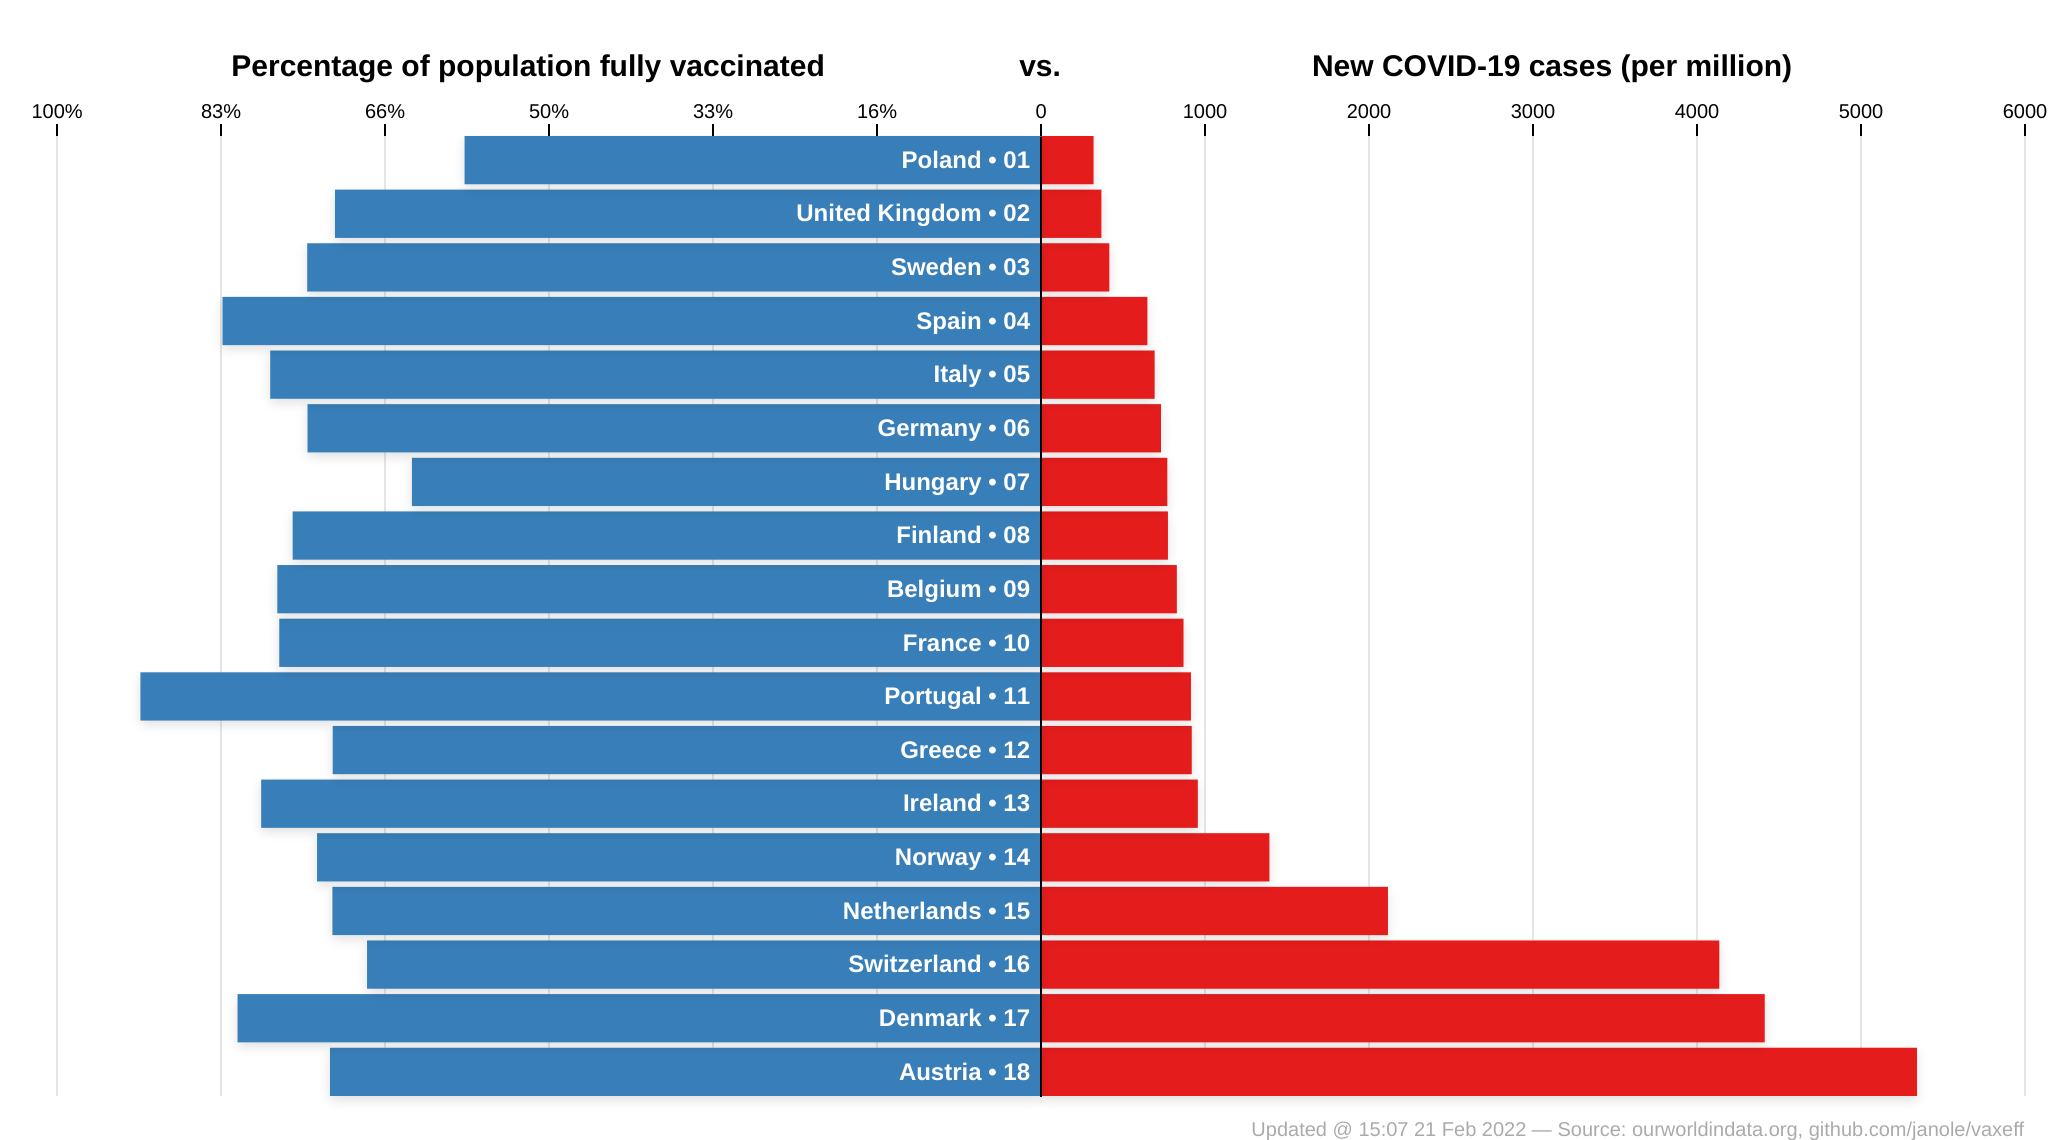 Percentage of population fully vaccinated vs. New COVID-19 cases (per million)
100% 83% 66% 50% 33% 16% 0 1000 2000 3000 4000 5000 6000
Poland • 01
United Kingdom • 02
Sweden • 03
Spain • 04
Italy • 05
Germany • 06
Hungary • 07
Finland • 08
Belgium • 09
France • 10
Portugal • 11
Greece • 12
Ireland • 13
Norway • 14
Netherlands • 15
Switzerland • 16
Denmark • 17
Austria • 18
Updated @ 15:07 21 Feb 2022 — Source: ourworldindata.org, github.com/janole/vaxeff